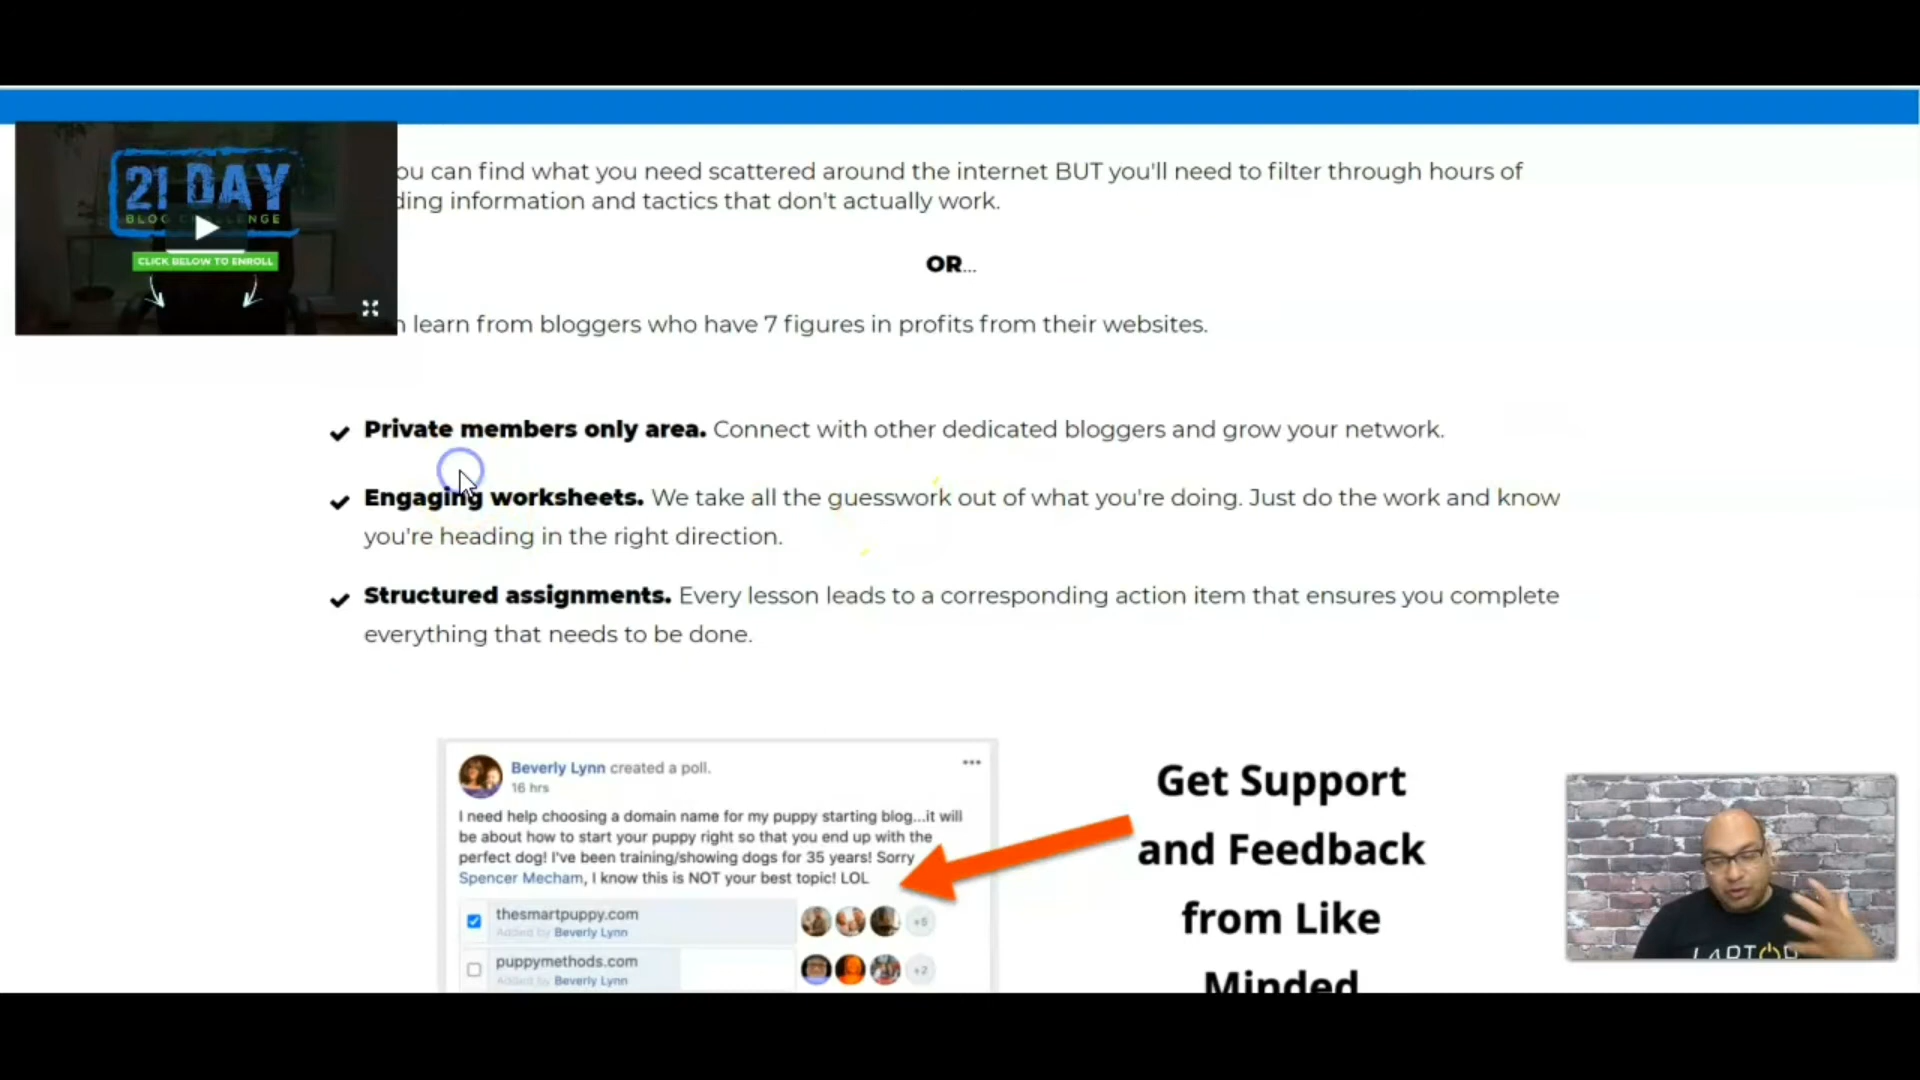 21 DAY
BLOG CHALLENGE
CLICK BELOW TO ENROLL
ou can find what you need scattered around the internet BUT you'll need to filter through hours of
ding information and tactics that don't actually work.
OR...
n learn from bloggers who have 7 figures in profits from their websites.
Private members only area. Connect with other dedicated bloggers and grow your network.
Engaging worksheets. We take all the guesswork out of what you're doing. Just do the work and know
you're heading in the right direction.
Structured assignments. Every lesson leads to a corresponding action item that ensures you complete
everything that needs to be done.
Beverly Lynn created a poll.
16 hrs
I need help choosing a domain name for my puppy starting blog...it will
be about how to start your puppy right so that you end up with the
perfect dog! I've been training/showing dogs for 35 years! Sorry
Spencer Mecham, I know this is NOT your best topic! LOL
thesmartpuppy.com
Added by Beverly Lynn
puppymethods.com
Added by Beverly Lynn
+2
Get Support
and Feedback
from Like
Minded
LAPTOP